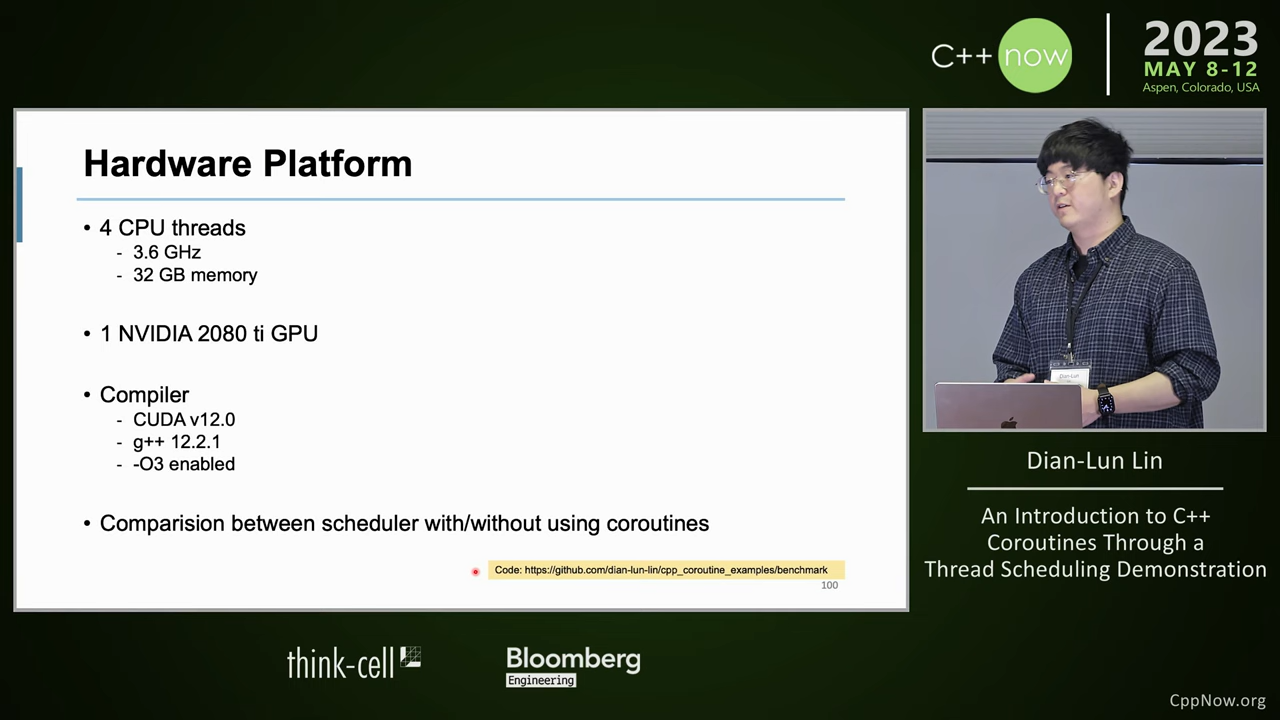 C++ now
2023
MAY 8-12
Aspen, Colorado, USA
Hardware Platform
• 4 CPU threads
- 3.6 GHz
- 32 GB memory
• 1 NVIDIA 2080 ti GPU
• Compiler
- CUDA v12.0
- g++ 12.2.1
- -O3 enabled
• Comparision between scheduler with/without using coroutines
Code: https://github.com/dian-lun-lin/cpp_coroutine_examples/benchmark
100
Dian-Lun
Dian-Lun Lin
An Introduction to C++
Coroutines Through a
Thread Scheduling Demonstration
think-cell
Bloomberg
Engineering
CppNow.org